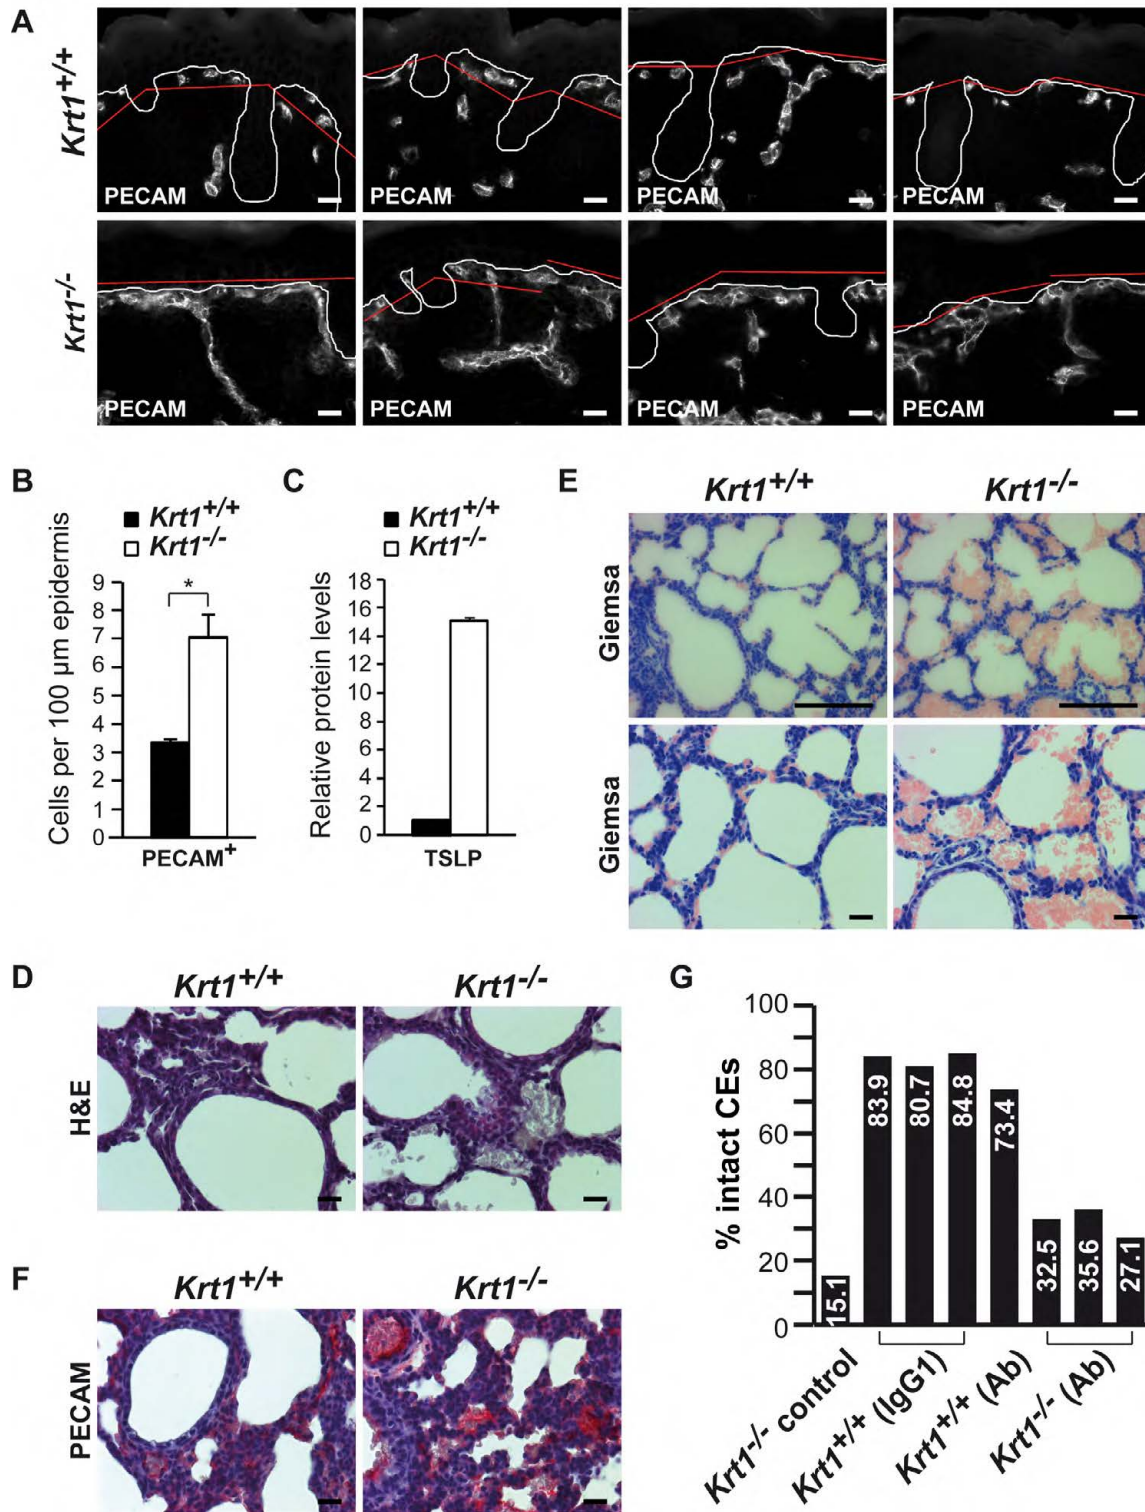 A
Krt1+/+
PECAM
PECAM
PECAM
PECAM
Krt1-/-
PECAM
PECAM
PECAM
PECAM
B
Krt1+/+
Krt1-/-
Cells per 100 µm epidermis
9
8
7
6
5
4
3
2
1
0
*
PECAM+
C
Krt1+/+
Krt1-/-
Relative protein levels
18
16
14
12
10
8
6
4
2
0
TSLP
E
Krt1+/+
Krt1-/-
Giemsa
Giemsa
D
Krt1+/+
Krt1-/-
H&E
F
Krt1+/+
Krt1-/-
PECAM
G
% intact CEs
100
80
60
40
20
0
15.1
83.9
80.7
84.8
73.4
32.5
35.6
27.1
Krt1-/- control
Krt1+/+ (IgG1)
Krt1+/+ (Ab)
Krt1-/- (Ab)